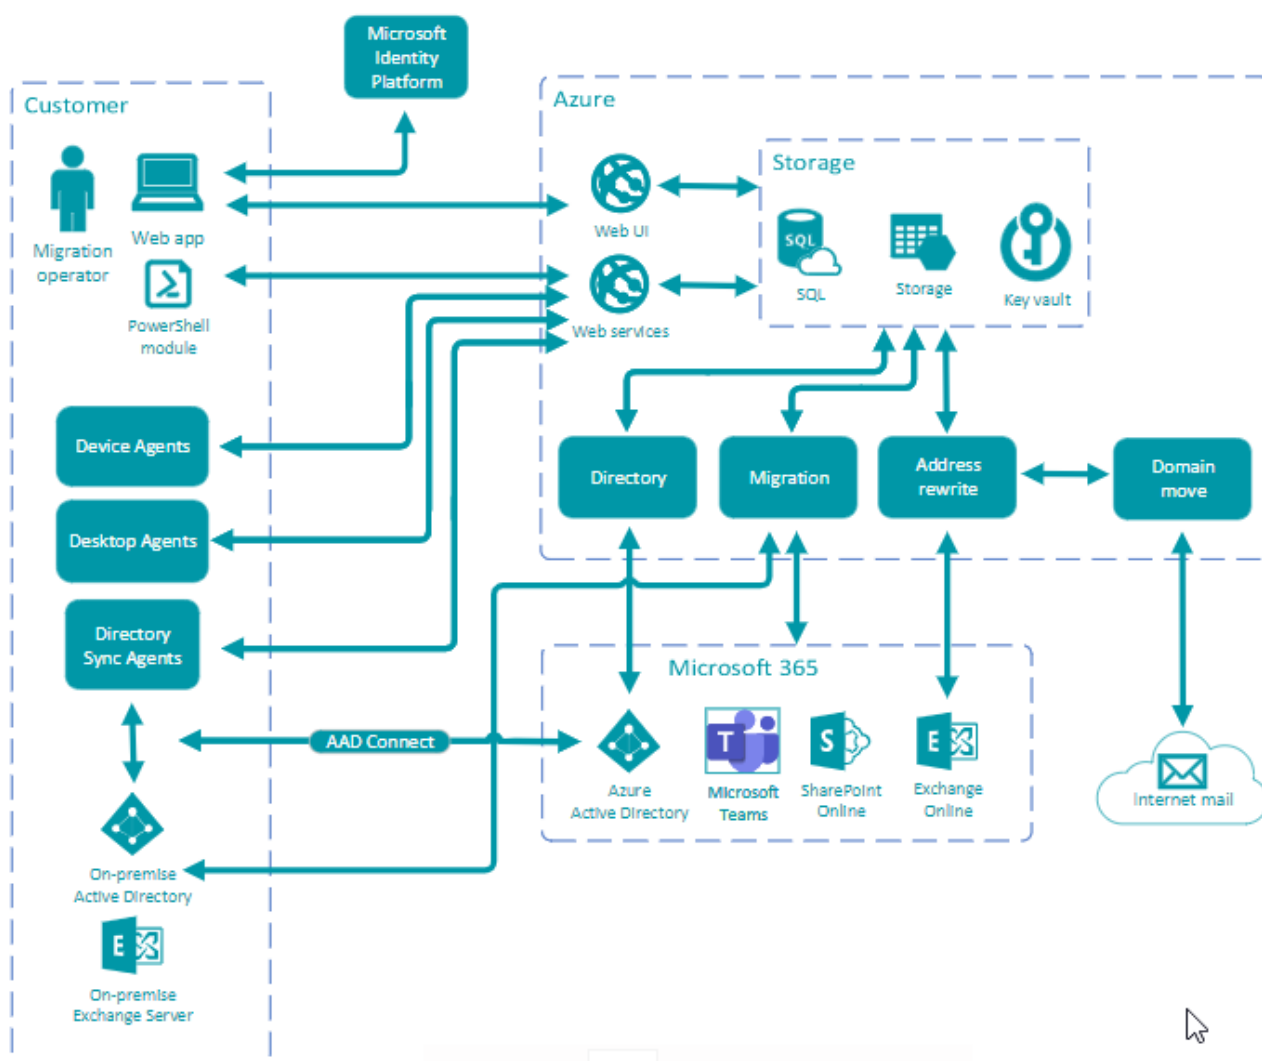 Microsoft
Identity
Platform
Customer
Migration
operator
Web app
PowerShell
module
Device Agents
Desktop Agents
Directory
Sync Agents
AAD Connect
On-premise
Active Directory
E
On-premise
Exchange Server
Azure
Web UI
Web services
Storage
SQL
SQL
Storage
Key vault
Directory
Migration
Address
rewrite
Domain
move
Microsoft 365
Azure
Active Directory
T
Microsoft
Teams
S
SharePoint
Online
E
Exchange
Online
Internet mail